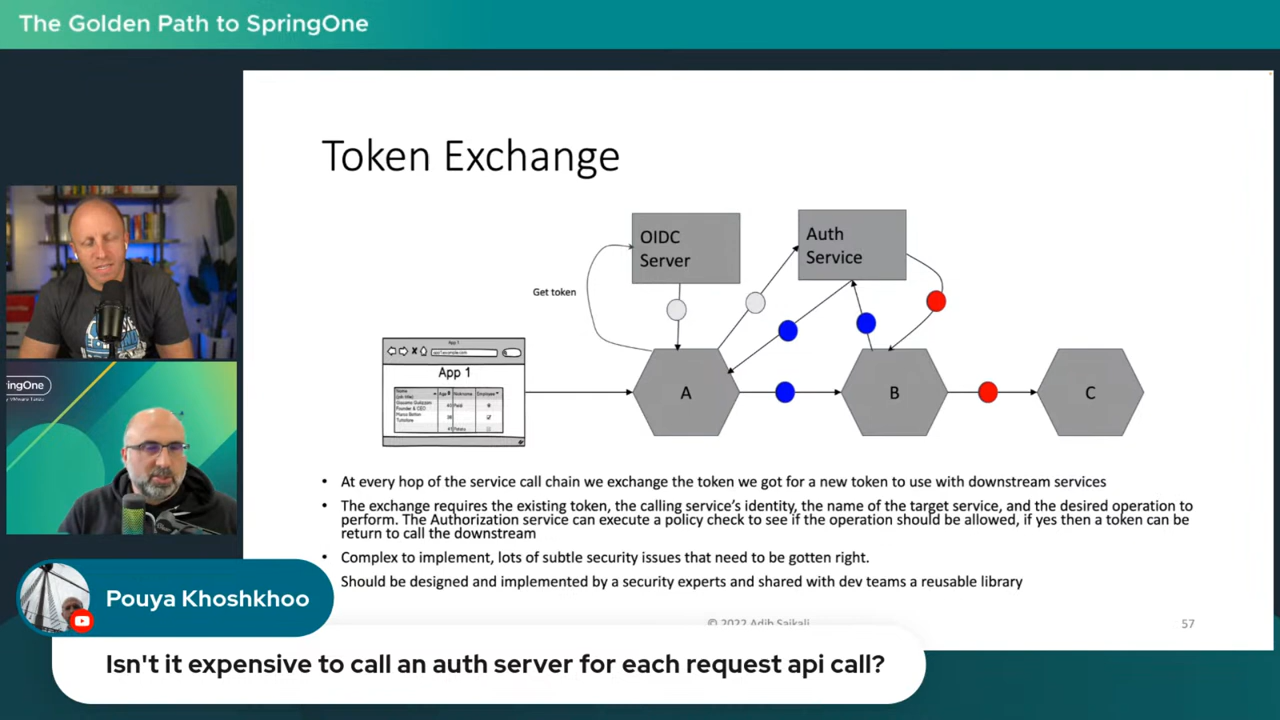 The Golden Path to SpringOne
Token Exchange
OIDC
Server
Auth
Service
Get token
App 1
App 1
A
B
C
ringOne
• At every hop of the service call chain we exchange the token we got for a new token to use with downstream services
• The exchange requires the existing token, the calling service's identity, the name of the target service, and the desired operation to
perform. The Authorization service can execute a policy check to see if the operation should be allowed, if yes then a token can be
return to call the downstream
• Complex to implement, lots of subtle security issues that need to be gotten right.
Should be designed and implemented by a security experts and shared with dev teams a reusable library
© 2022 Adib Saikali
57
Pouya Khoshkhoo
Isn't it expensive to call an auth server for each request api call?